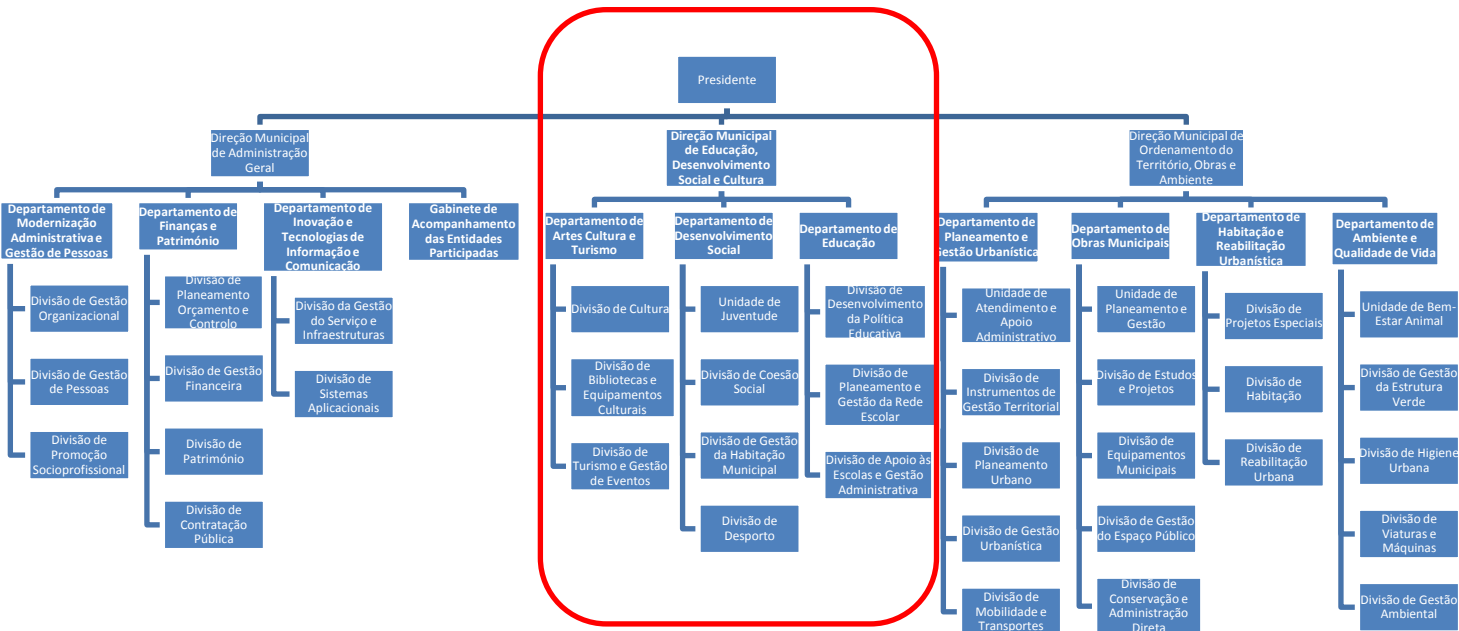 Presidente
Direção Municipal
de Administração
Geral
Direção Municipal
de Educação,
Desenvolvimento
Social e Cultura
Direção Municipal de
Ordenamento do
Território, Obras e
Ambiente
Departamento de
Modernização
Administrativa e
Gestão de Pessoas
Departamento de
Finanças e
Património
Departamento de
Inovação e
Tecnologias de
Informação e
Comunicação
Gabinete de
Acompanhamento
das Entidades
Participadas
Departamento de
Artes Cultura e
Turismo
Departamento de
Desenvolvimento
Social
Departamento de
Educação
Departamento de
Planeamento e
Gestão Urbanística
Departamento de
Obras Municipais
Departamento de
Habitação e
Reabilitação
Urbanística
Departamento de
Ambiente e
Qualidade de Vida
Divisão de Gestão
Organizacional
Divisão de Gestão
de Pessoas
Divisão de
Promoção
Socioprofissional
Divisão de
Planeamento
Orçamento e
Controlo
Divisão de Gestão
Financeira
Divisão de
Património
Divisão de
Contratação
Pública
Divisão da Gestão
do Serviço e
Infraestruturas
Divisão de
Sistemas
Aplicacionais
Divisão de Cultura
Divisão de
Bibliotecas e
Equipamentos
Culturais
Divisão de
Turismo e Gestão
de Eventos
Unidade de
Juventude
Divisão de Coesão
Social
Divisão de Gestão
da Habitação
Municipal
Divisão de
Desporto
Divisão de
Desenvolvimento
da Política
Educativa
Divisão de
Planeamento e
Gestão da Rede
Escolar
Divisão de Apoio às
Escolas e Gestão
Administrativa
Unidade de
Atendimento e
Apoio
Administrativo
Divisão de
Instrumentos de
Gestão Territorial
Divisão de
Planeamento
Urbano
Divisão de Gestão
Urbanística
Divisão de
Mobilidade e
Transportes
Unidade de
Planeamento e
Gestão
Divisão de Estudos
e Projetos
Divisão de
Equipamentos
Municipais
Divisão de Gestão
do Espaço Público
Divisão de
Conservação e
Administração
Direta
Divisão de
Projetos Especiais
Divisão de
Habitação
Divisão de
Reabilitação
Urbana
Unidade de Bem-
Estar Animal
Divisão de Gestão
da Estrutura
Verde
Divisão de Higiene
Urbana
Divisão de
Viaturas e
Máquinas
Divisão de Gestão
Ambiental